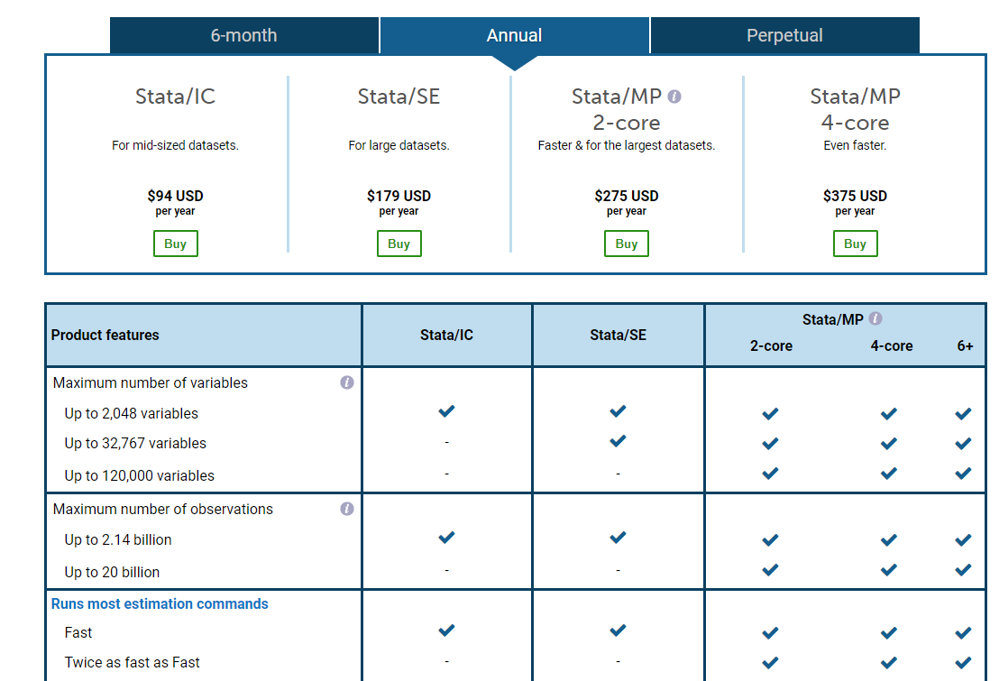 6-month Annual Perpetual
Stata/IC
For mid-sized datasets.
$94 USD
per year
Buy
Stata/SE
For large datasets.
$179 USD
per year
Buy
Stata/MP i
2-core
Faster & for the largest datasets.
$275 USD
per year
Buy
Stata/MP
4-core
Even faster.
$375 USD
per year
Buy
Product features Stata/IC Stata/SE Stata/MP i
2-core 4-core 6+
Maximum number of variables i
Up to 2,048 variables ✔ ✔ ✔ ✔ ✔
Up to 32,767 variables - ✔ ✔ ✔ ✔
Up to 120,000 variables - - ✔ ✔ ✔
Maximum number of observations i
Up to 2.14 billion ✔ ✔ ✔ ✔ ✔
Up to 20 billion - - ✔ ✔ ✔
Runs most estimation commands
Fast ✔ ✔ ✔ ✔ ✔
Twice as fast as Fast - - ✔ ✔ ✔